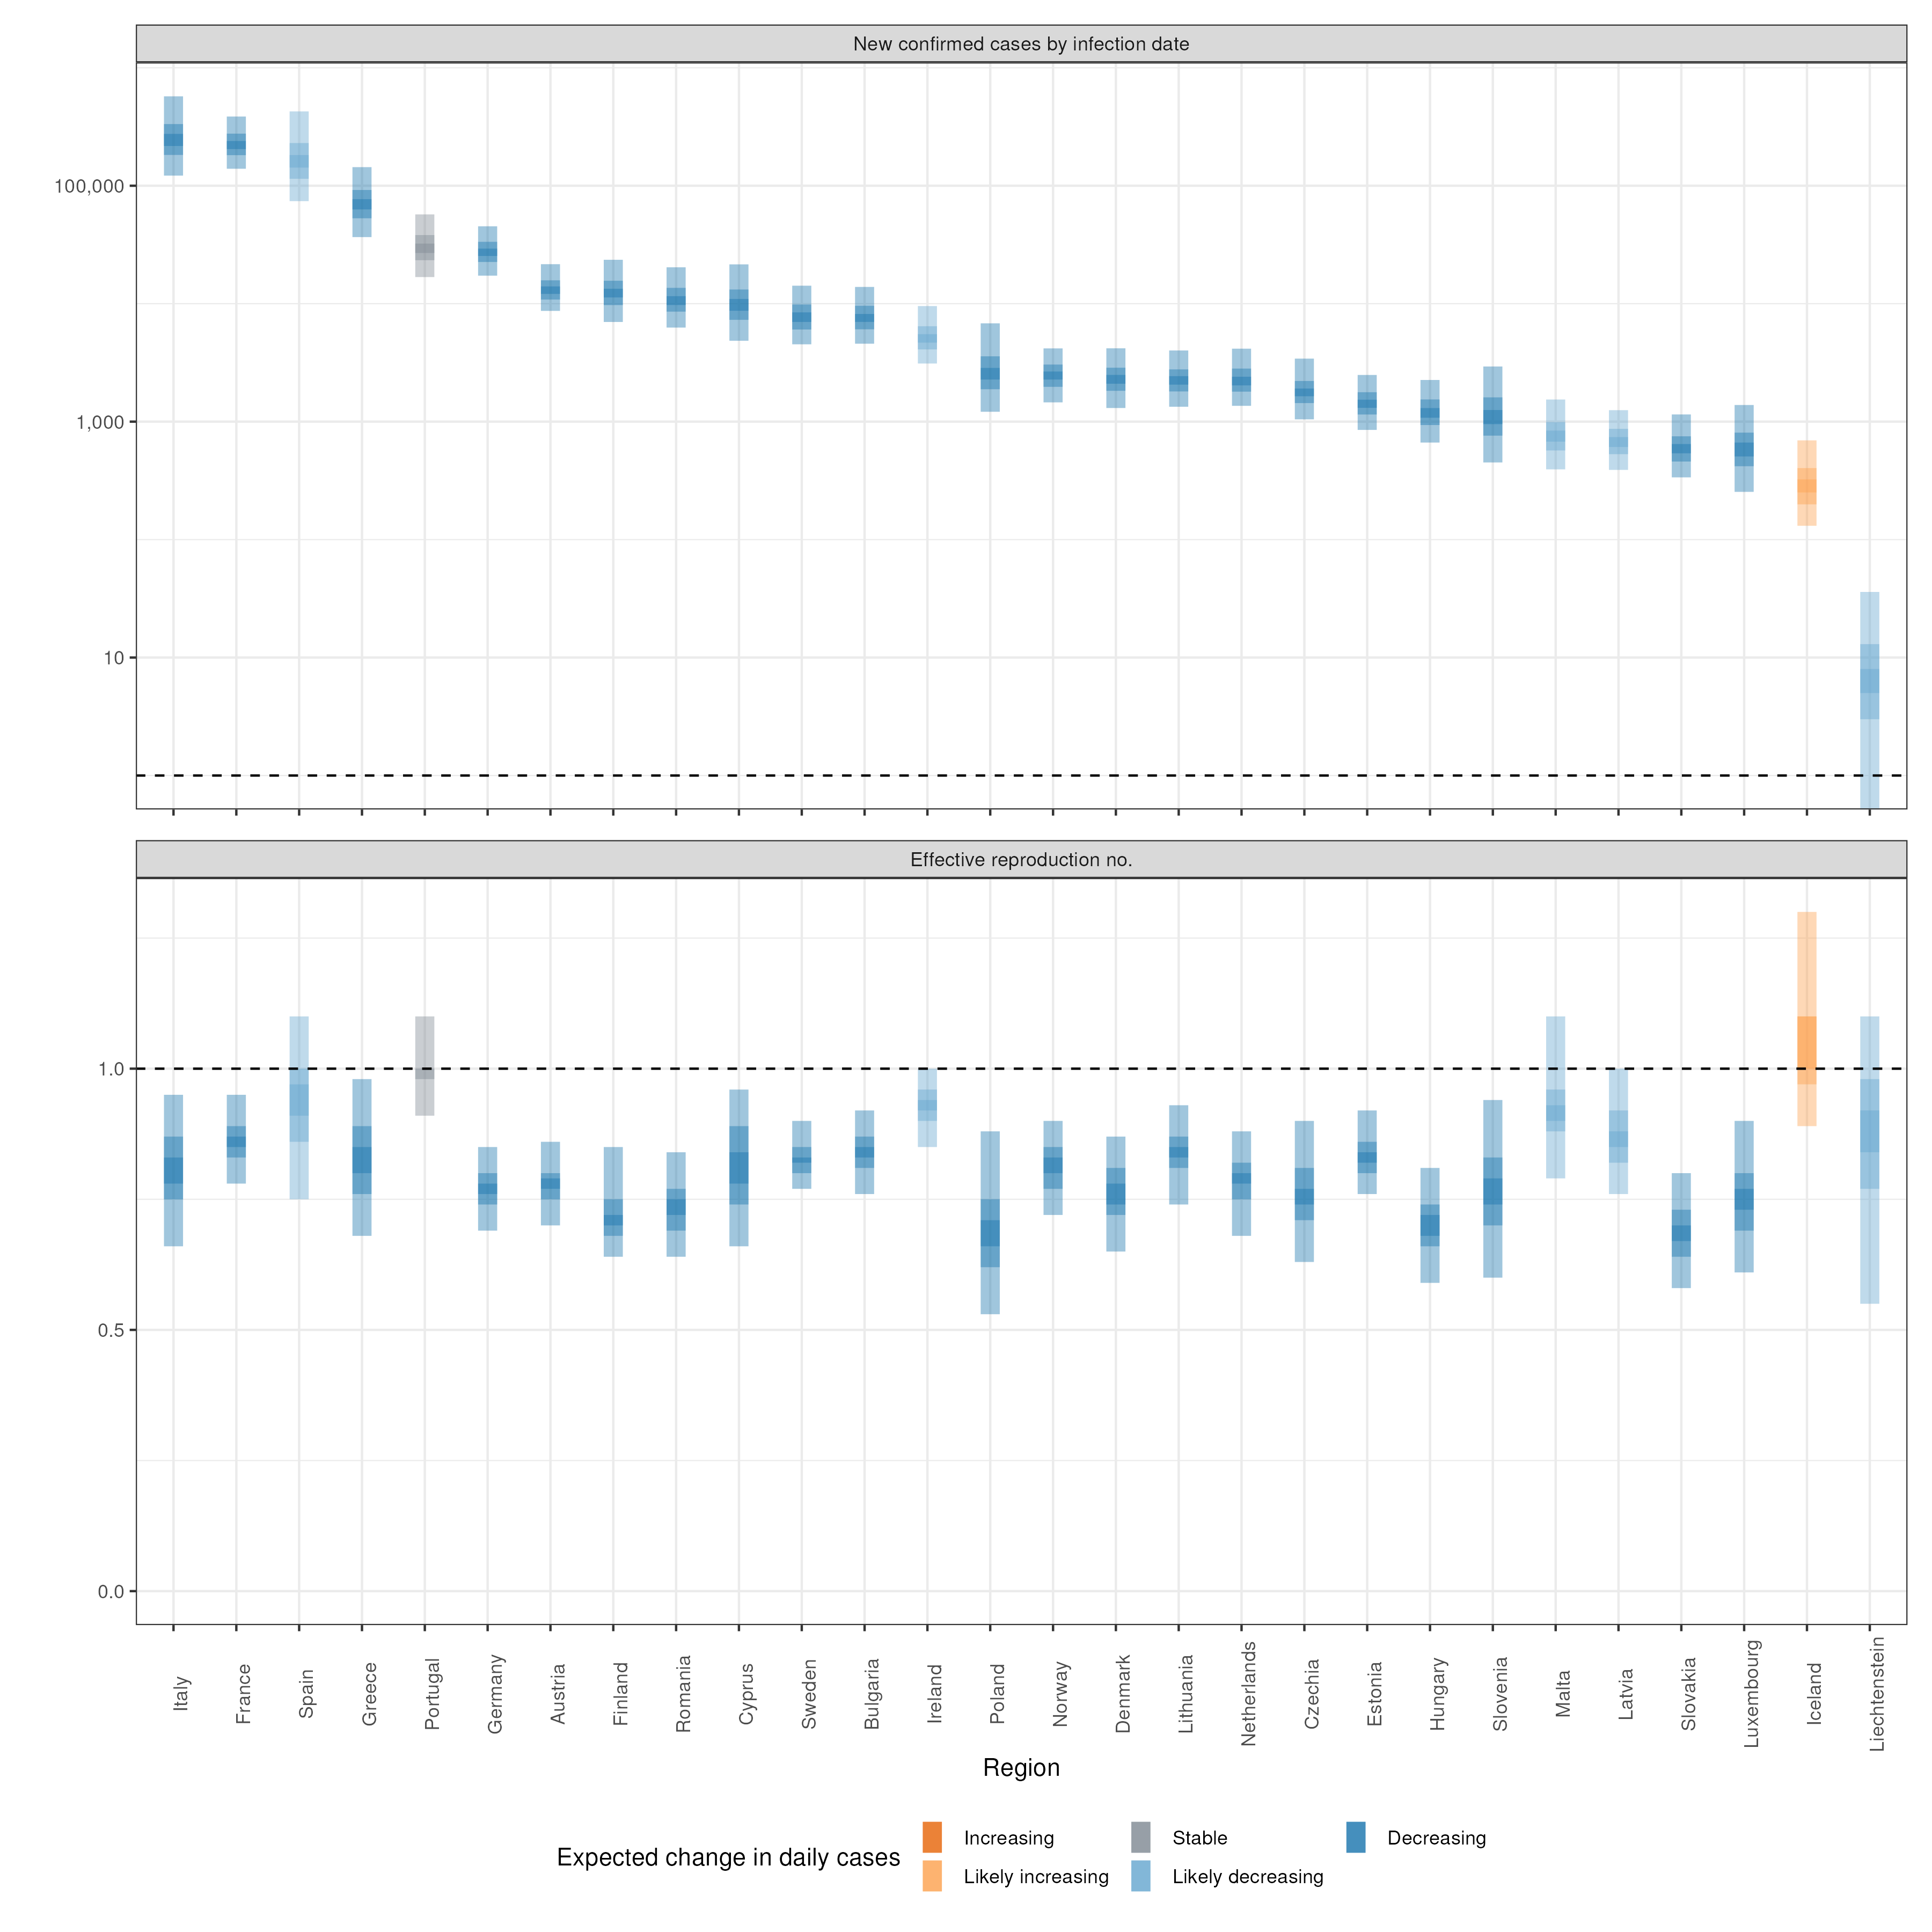 New confirmed cases by infection date
100,000
1,000
10
Effective reproduction no.
1.0
0.5
0.0
Italy
France
Spain
Greece
Portugal
Germany
Austria
Finland
Romania
Cyprus
Sweden
Bulgaria
Ireland
Poland
Norway
Denmark
Lithuania
Netherlands
Czechia
Estonia
Hungary
Slovenia
Malta
Latvia
Slovakia
Luxembourg
Iceland
Liechtenstein
Region
Expected change in daily cases
Increasing
Likely increasing
Stable
Likely decreasing
Decreasing